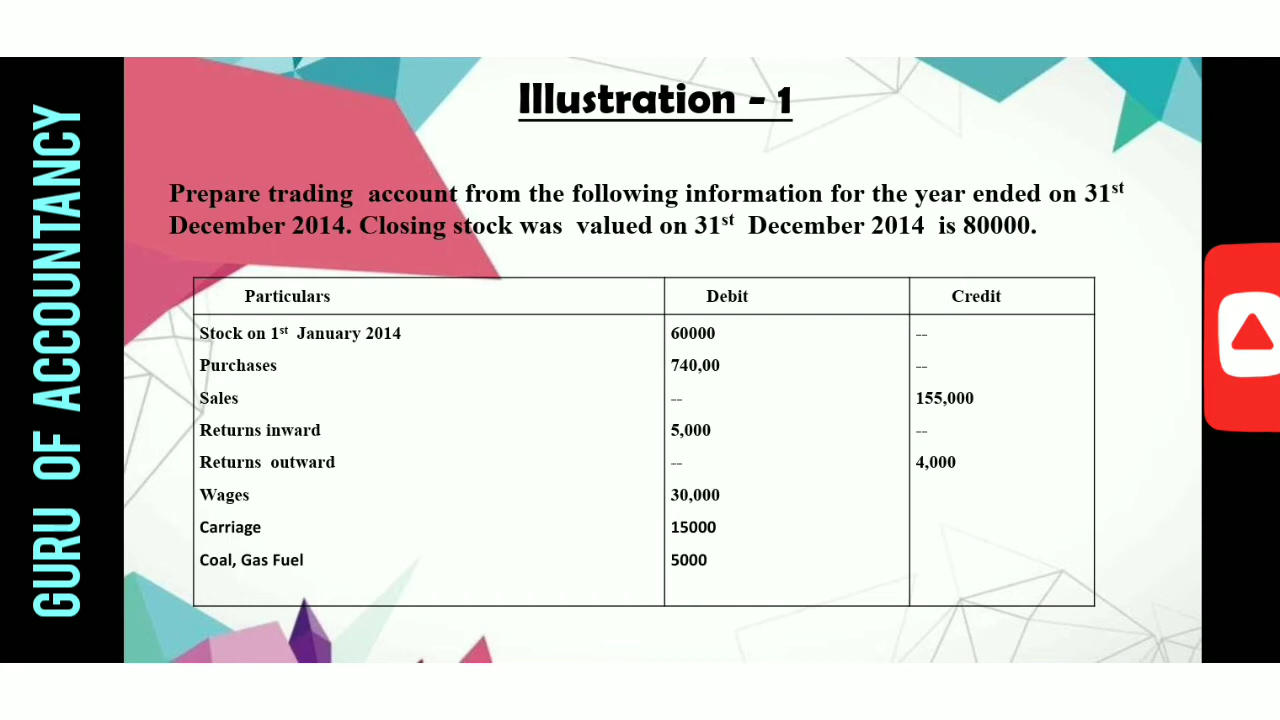 GURU OF ACCOUNTANCY
Illustration - 1
Prepare trading account from the following information for the year ended on 31st
December 2014. Closing stock was valued on 31st December 2014 is 80000.
Particulars Debit Credit
Stock on 1st January 2014 60000 --
Purchases 740,00 --
Sales -- 155,000
Returns inward 5,000 --
Returns outward -- 4,000
Wages 30,000
Carriage 15000
Coal, Gas Fuel 5000